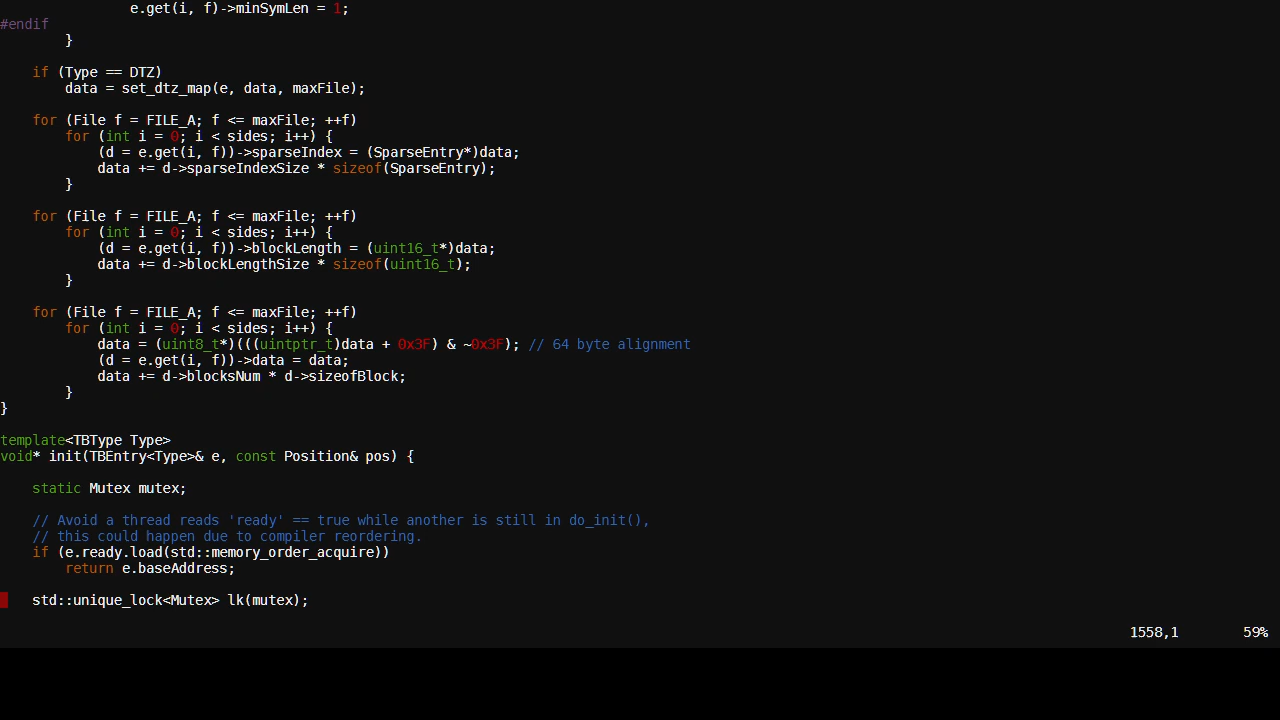 e.get(i, f)->minSymLen = 1;
#endif
        }

    if (Type == DTZ)
        data = set_dtz_map(e, data, maxFile);

    for (File f = FILE_A; f <= maxFile; ++f)
        for (int i = 0; i < sides; i++) {
            (d = e.get(i, f))->sparseIndex = (SparseEntry*)data;
            data += d->sparseIndexSize * sizeof(SparseEntry);
        }

    for (File f = FILE_A; f <= maxFile; ++f)
        for (int i = 0; i < sides; i++) {
            (d = e.get(i, f))->blockLength = (uint16_t*)data;
            data += d->blockLengthSize * sizeof(uint16_t);
        }

    for (File f = FILE_A; f <= maxFile; ++f)
        for (int i = 0; i < sides; i++) {
            data = (uint8_t*)(((uintptr_t)data + 0x3F) & ~0x3F); // 64 byte alignment
            (d = e.get(i, f))->data = data;
            data += d->blocksNum * d->sizeofBlock;
        }
}

template<TBType Type>
void* init(TBEntry<Type>& e, const Position& pos) {

    static Mutex mutex;

    // Avoid a thread reads 'ready' == true while another is still in do_init(),
    // this could happen due to compiler reordering.
    if (e.ready.load(std::memory_order_acquire))
        return e.baseAddress;

    std::unique_lock<Mutex> lk(mutex);
1558,1 59%